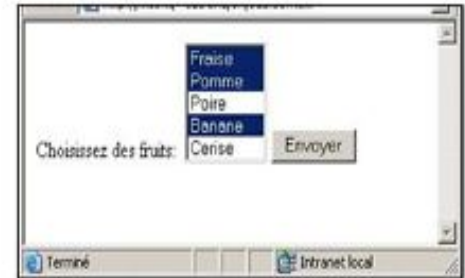 Fraise
Pomme
Poire
Banane
Choisissez des fruits: Cerise Envoyer
Terminé Intranet local